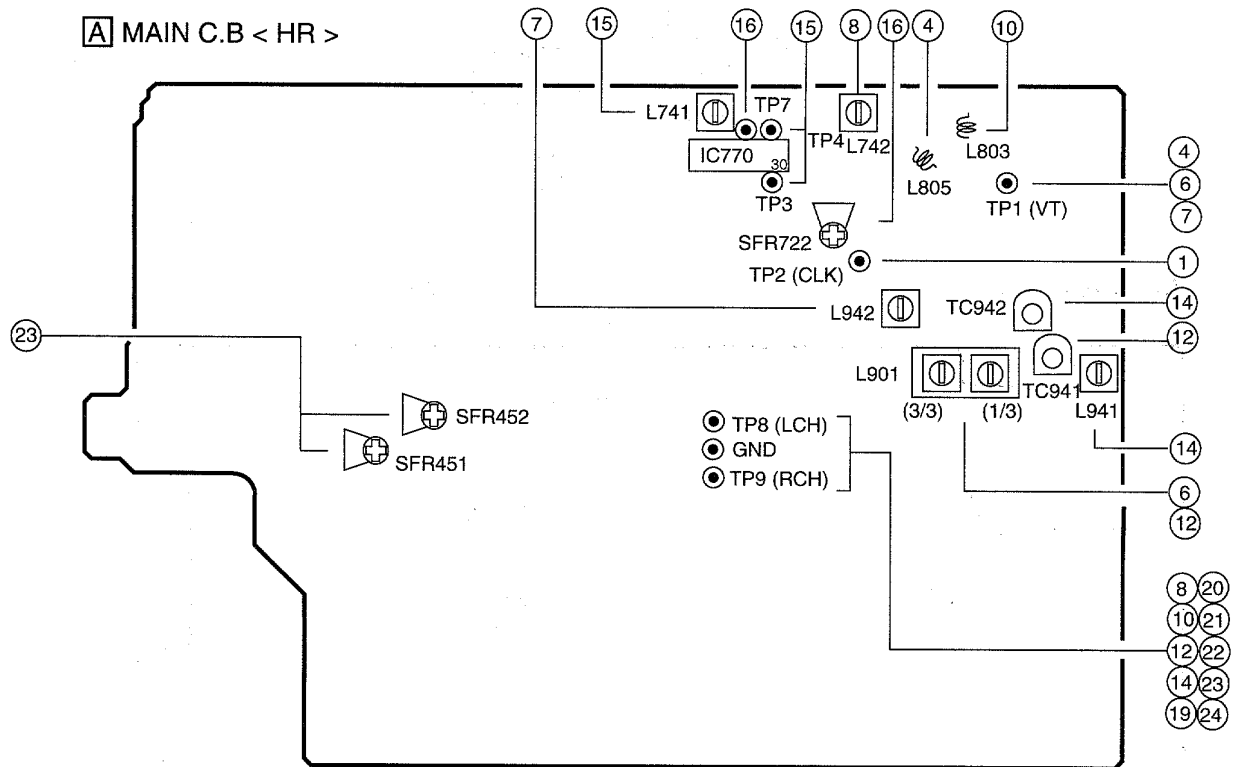 A MAIN C.B < HR >
7
15
16
15
8
16
4
10
L741
TP7
TP4
L742
L803
IC770
30
L805
TP3
TP1 (VT)
4
6
7
SFR722
TP2 (CLK)
1
L942
TC942
14
23
12
L901
TC941
L941
(3/3)
(1/3)
SFR452
TP8 (LCH)
14
GND
SFR451
TP9 (RCH)
6
12
8 20
10 21
12 22
14 23
19 24